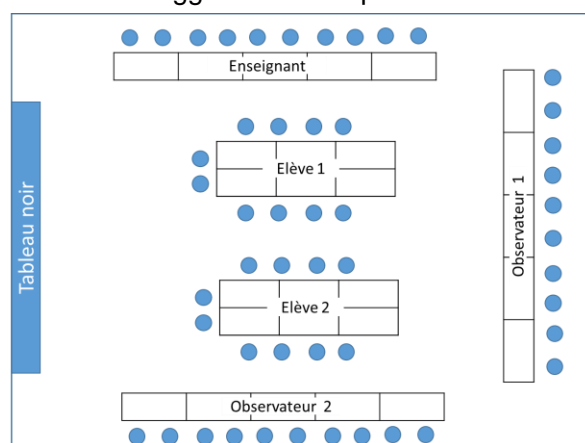 Enseignant
Tableau noir
Elève 1
Observateur 1
Elève 2
Observateur 2